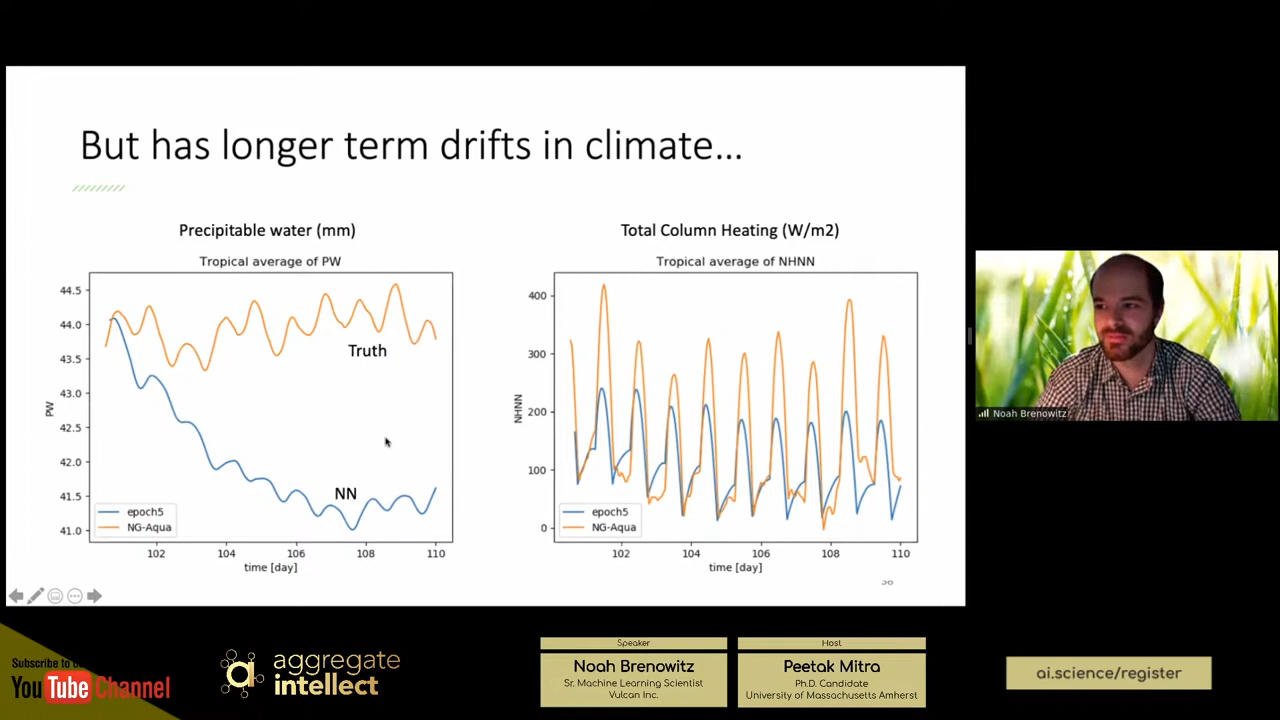 But has longer term drifts in climate...
Precipitable water (mm)
Tropical average of PW
44.5
44.0
43.5
43.0
42.5
42.0
41.5
41.0
PW
Truth
NN
epoch5
NG-Aqua
102 104 106 108 110
time [day]
Total Column Heating (W/m2)
Tropical average of NHNN
400
300
200
100
0
NHNN
epoch5
NG-Aqua
102 104 106 108 110
time [day]
Noah Brenowitz
Subscribe to
YouTube Channel
aggregate
intellect
Speaker
Noah Brenowitz
Sr. Machine Learning Scientist
Vulcan Inc.
Host
Peetak Mitra
Ph.D. Candidate
University of Massachusetts Amherst
ai.science/register